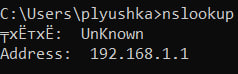 C:\Users\plyushka>nslookup
╤хЁтхЁ:  UnKnown
Address:  192.168.1.1